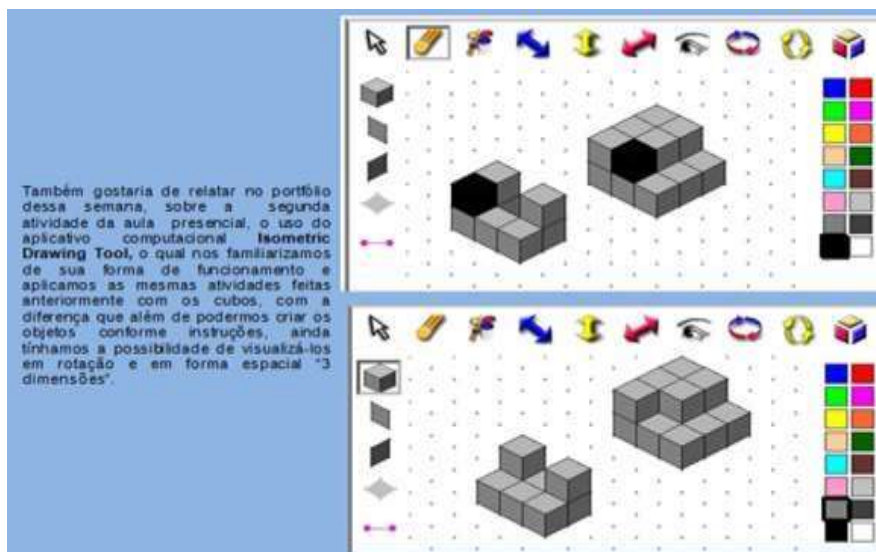 Também gostaria de relatar no portfólio
dessa semana, sobre a segunda
atividade da aula presencial, o uso do
aplicativo computacional Isometric
Drawing Tool, o qual nos familiarizamos
de sua forma de funcionamento e
aplicamos as mesmas atividades feitas
anteriormente com os cubos, com a
diferença que além de podermos criar os
objetos conforme instruções, ainda
tínhamos a possibilidade de visualizá-los
em rotação e em forma espacial "3
dimensões".